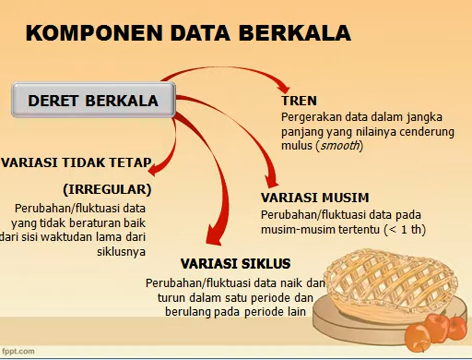 KOMPONEN DATA BERKALA
DERET BERKALA
TREN
Pergerakan data dalam jangka
panjang yang nilainya cenderung
mulus (smooth)
VARIASI MUSIM
Perubahan/fluktuasi data pada
musim-musim tertentu (< 1 th)
VARIASI SIKLUS
Perubahan/fluktuasi data naik dan
turun dalam satu periode dan
berulang pada periode lain
VARIASI TIDAK TETAP
(IRREGULAR)
Perubahan/fluktuasi data
yang tidak beraturan baik
dari sisi waktudan lama dari
siklusnya
fppt.com